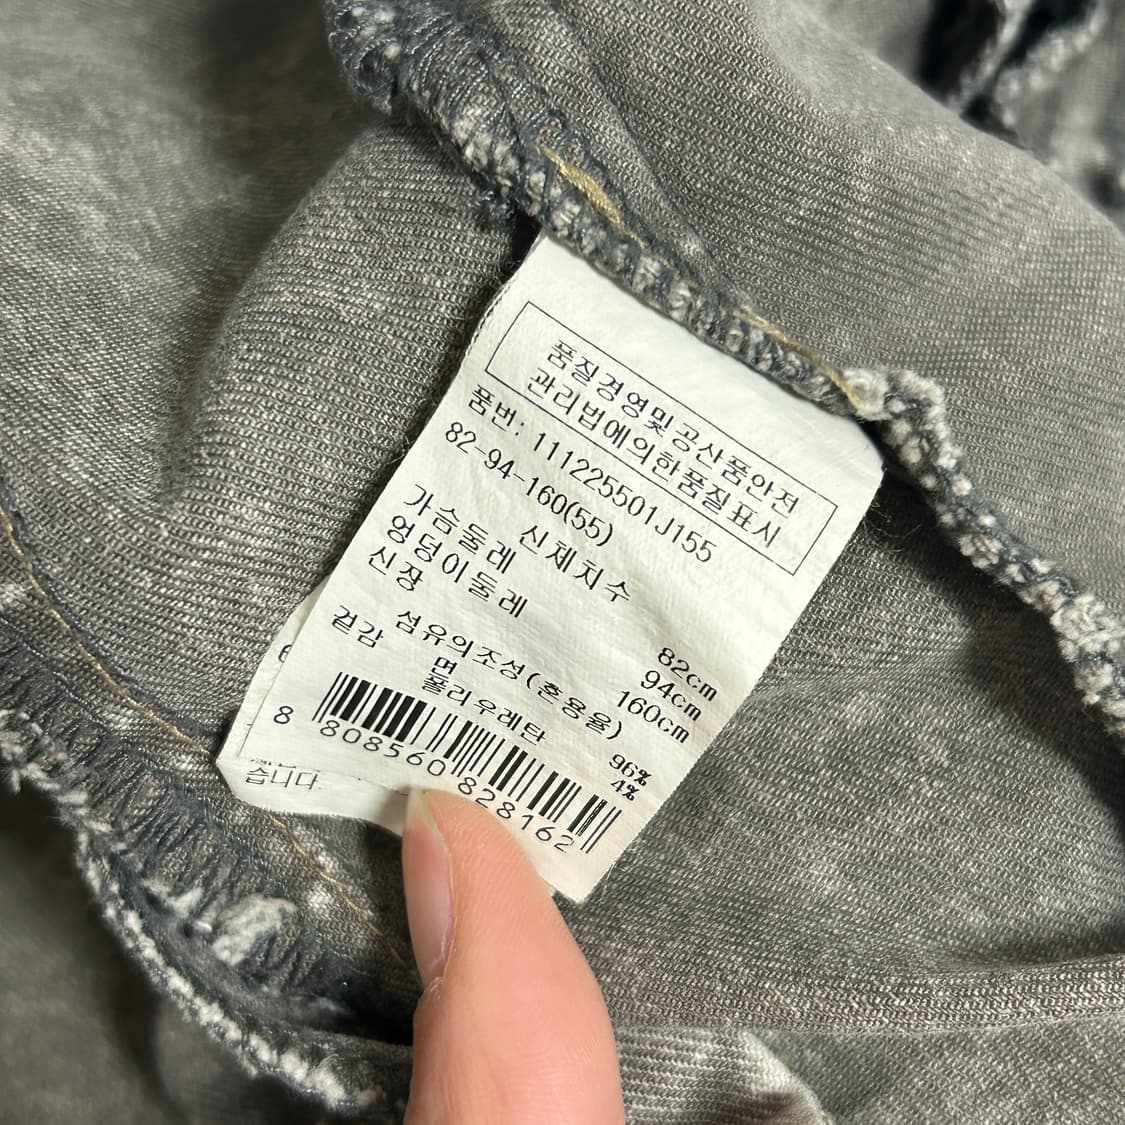 품질경영및공산품안전
관리법에의한품질표시
품번: 111225501J155
82-94-160(55)
신체치수
가슴둘레 82cm
엉덩이둘레 94cm
신장 160cm
섬유의조성(혼용율)
겉감 면 96%
폴리우레탄 4%
8 808560 828162
습니다.